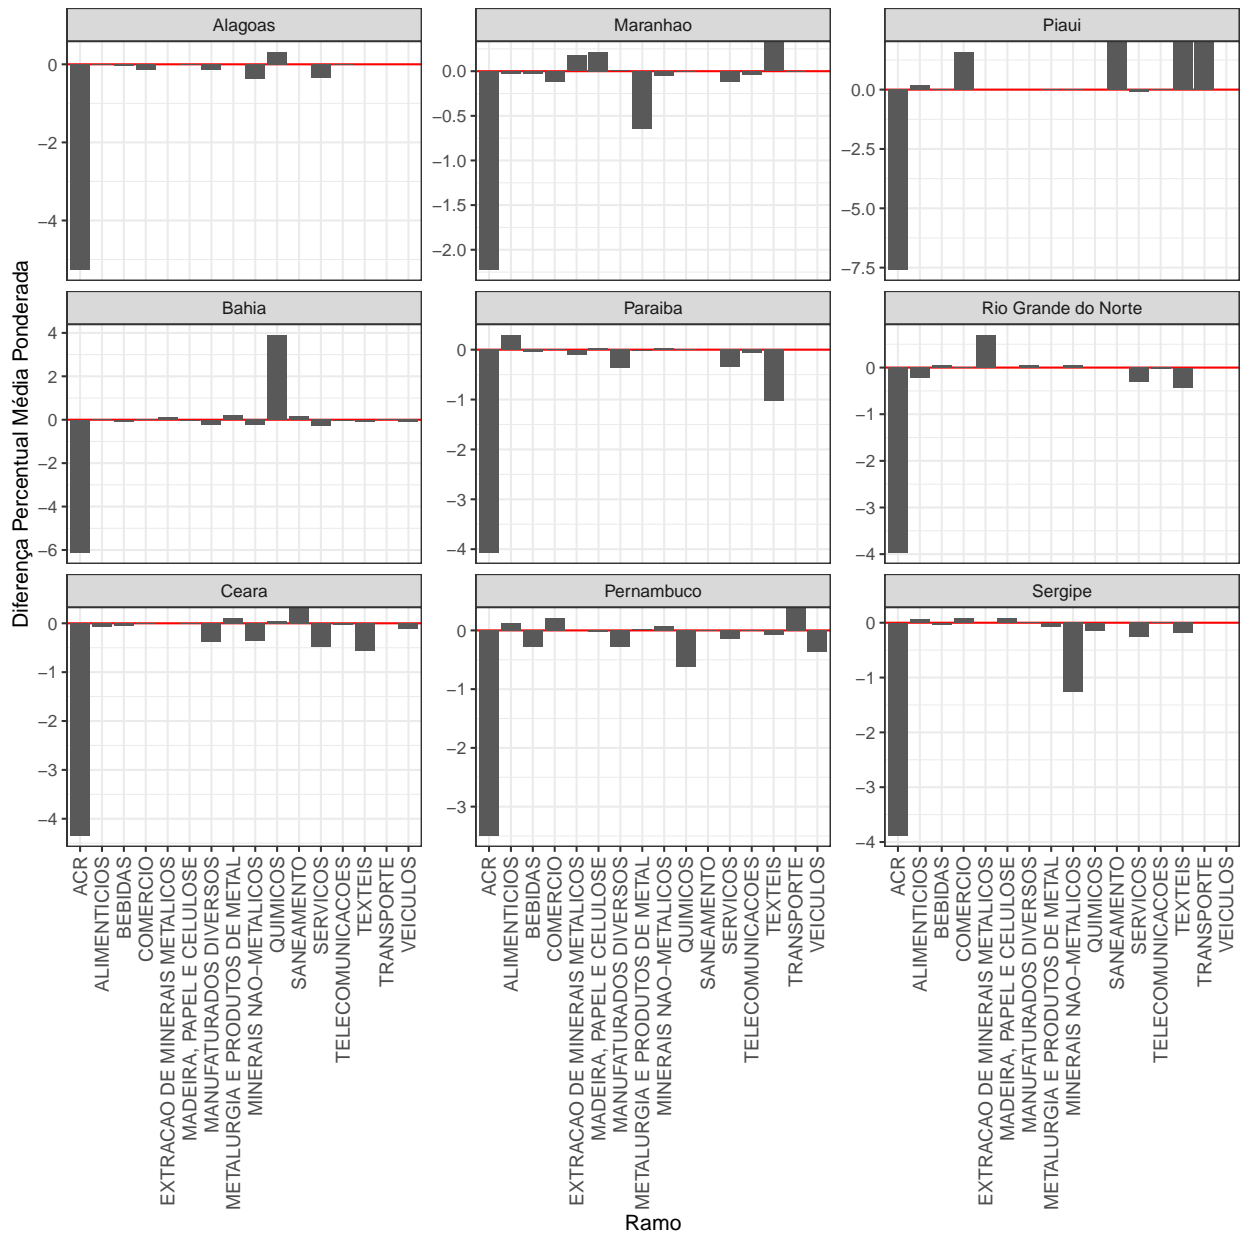 Alagoas
Maranhao
Piaui
0
−2
−4
0.0
−0.5
−1.0
−1.5
−2.0
0.0
−2.5
−5.0
−7.5
Bahia
Paraiba
Rio Grande do Norte
4
2
0
−2
−4
−6
0
−1
−2
−3
−4
0
−1
−2
−3
−4
Ceara
Pernambuco
Sergipe
0
−1
−2
−3
−4
0
−1
−2
−3
0
−1
−2
−3
−4
ACR
ALIMENTICIOS
BEBIDAS
COMERCIO
EXTRACAO DE MINERAIS METALICOS
MADEIRA, PAPEL E CELULOSE
MANUFATURADOS DIVERSOS
METALURGIA E PRODUTOS DE METAL
MINERAIS NAO−METALICOS
QUIMICOS
SANEAMENTO
SERVICOS
TELECOMUNICACOES
TEXTEIS
TRANSPORTE
VEICULOS
ACR
ALIMENTICIOS
BEBIDAS
COMERCIO
EXTRACAO DE MINERAIS METALICOS
MADEIRA, PAPEL E CELULOSE
MANUFATURADOS DIVERSOS
METALURGIA E PRODUTOS DE METAL
MINERAIS NAO−METALICOS
QUIMICOS
SANEAMENTO
SERVICOS
TELECOMUNICACOES
TEXTEIS
TRANSPORTE
VEICULOS
ACR
ALIMENTICIOS
BEBIDAS
COMERCIO
EXTRACAO DE MINERAIS METALICOS
MADEIRA, PAPEL E CELULOSE
MANUFATURADOS DIVERSOS
METALURGIA E PRODUTOS DE METAL
MINERAIS NAO−METALICOS
QUIMICOS
SANEAMENTO
SERVICOS
TELECOMUNICACOES
TEXTEIS
TRANSPORTE
VEICULOS
Ramo
Diferença Percentual Média Ponderada